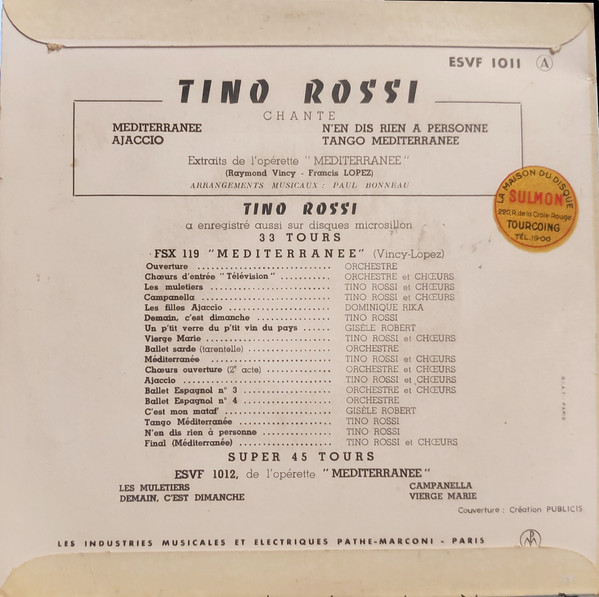 ESVF 1011 A
TINO ROSSI
CHANTE
MEDITERRANEE N'EN DIS RIEN A PERSONNE
AJACCIO TANGO MEDITERRANEE
Extraits de l'opérette "MEDITERRANEE"
(Raymond Vincy - Francis LOPEZ)
ARRANGEMENTS MUSICAUX : PAUL BONNEAU
LA MAISON DU DISQUE
SULMON
220, R. de la Croix-Rouge
TOURCOING
TÉL. 19-06
TINO ROSSI
a enregistré aussi sur disques microsillon
33 TOURS
FSX 119 "MEDITERRANEE" (Vincy-Lopez)
Ouverture ORCHESTRE
Chœurs d'entrée "Télévision" ORCHESTRE et CHŒURS
Les muletiers TINO ROSSI et CHŒURS
Campanella TINO ROSSI et CHŒURS
Les filles Ajaccio DOMINIQUE RIKA
Demain, c'est dimanche TINO ROSSI
Un p'tit verre du p'tit vin du pays GISÈLE ROBERT
Vierge Marie TINO ROSSI et CHŒURS
Ballet sarde (tarentelle) ORCHESTRE
Méditerranée TINO ROSSI et CHŒURS
Chœurs ouverture (2e acte) ORCHESTRE et CHŒURS
Ajaccio TINO ROSSI et CHŒURS
Ballet Espagnol n° 3 ORCHESTRE et CHŒURS
Ballet Espagnol n° 4 ORCHESTRE
C'est mon mataf' GISÈLE ROBERT
Tango Méditerranée TINO ROSSI
N'en dis rien à personne TINO ROSSI
Final (Méditerranée) TINO ROSSI et CHŒURS
SUPER 45 TOURS
ESVF 1012, de l'opérette "MEDITERRANEE"
LES MULETIERS CAMPANELLA
DEMAIN, C'EST DIMANCHE VIERGE MARIE
Couverture : Création PUBLICIS
LES INDUSTRIES MUSICALES ET ELECTRIQUES PATHE-MARCONI - PARIS